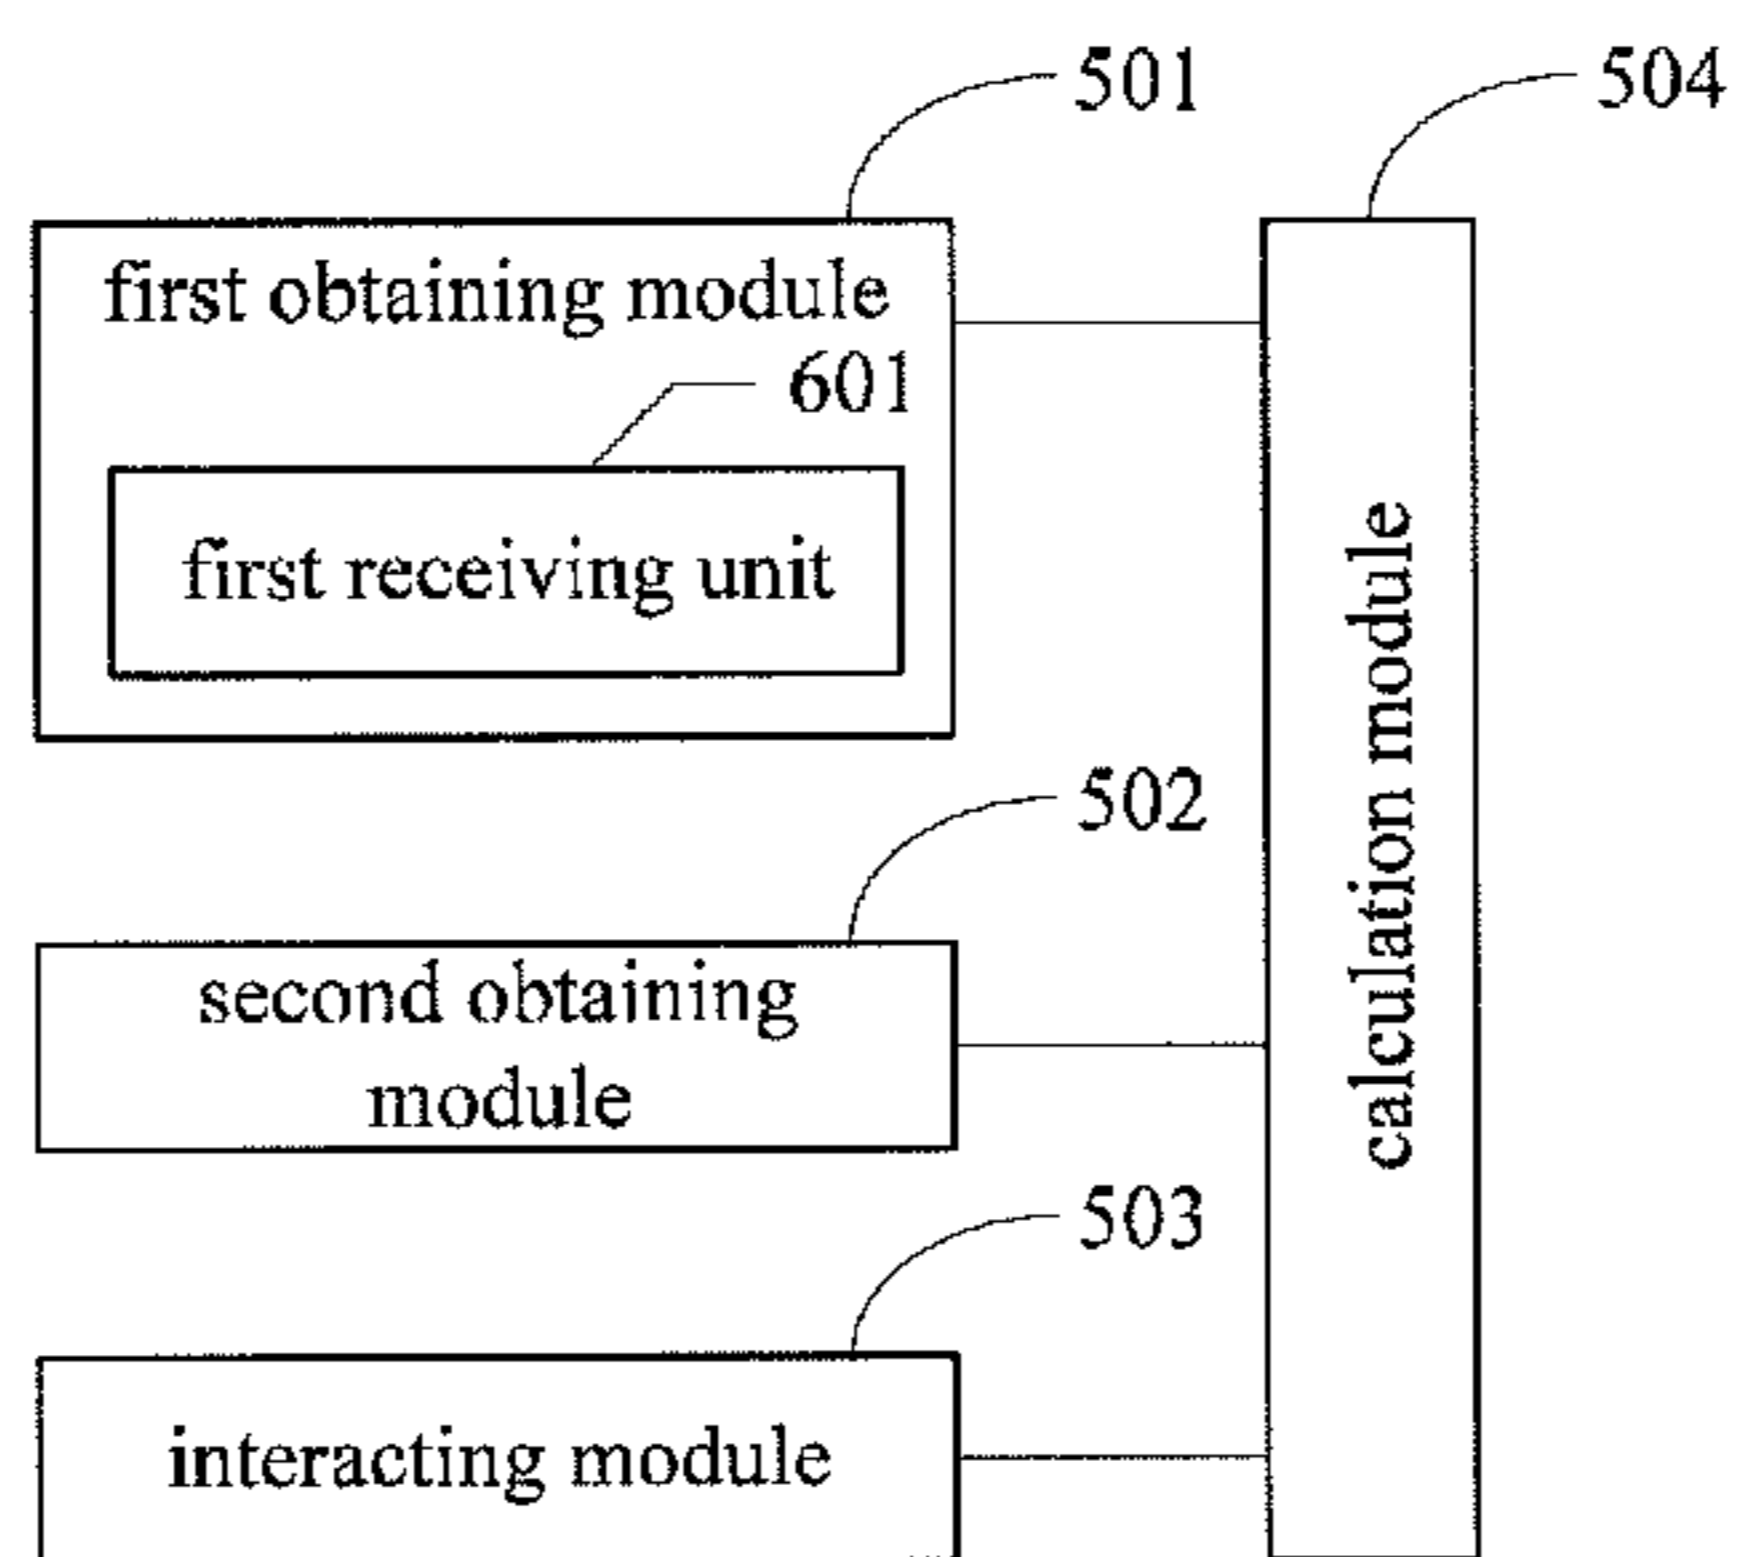 501
504
first obtaining module
601
first receiving unit
502
second obtaining
module
calculation module
503
interacting module